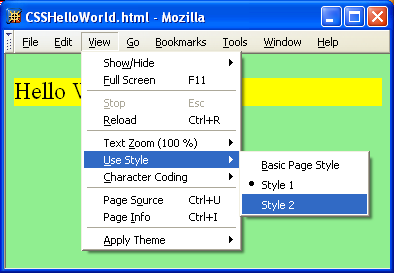 CSSHelloWorld.html - Mozilla
File Edit View Go Bookmarks Tools Window Help
Hello
Show/Hide
Full Screen F11
Stop Esc
Reload Ctrl+R
Text Zoom (100 %)
Use Style
Character Coding
Page Source Ctrl+U
Page Info Ctrl+I
Apply Theme
Basic Page Style
Style 1
Style 2